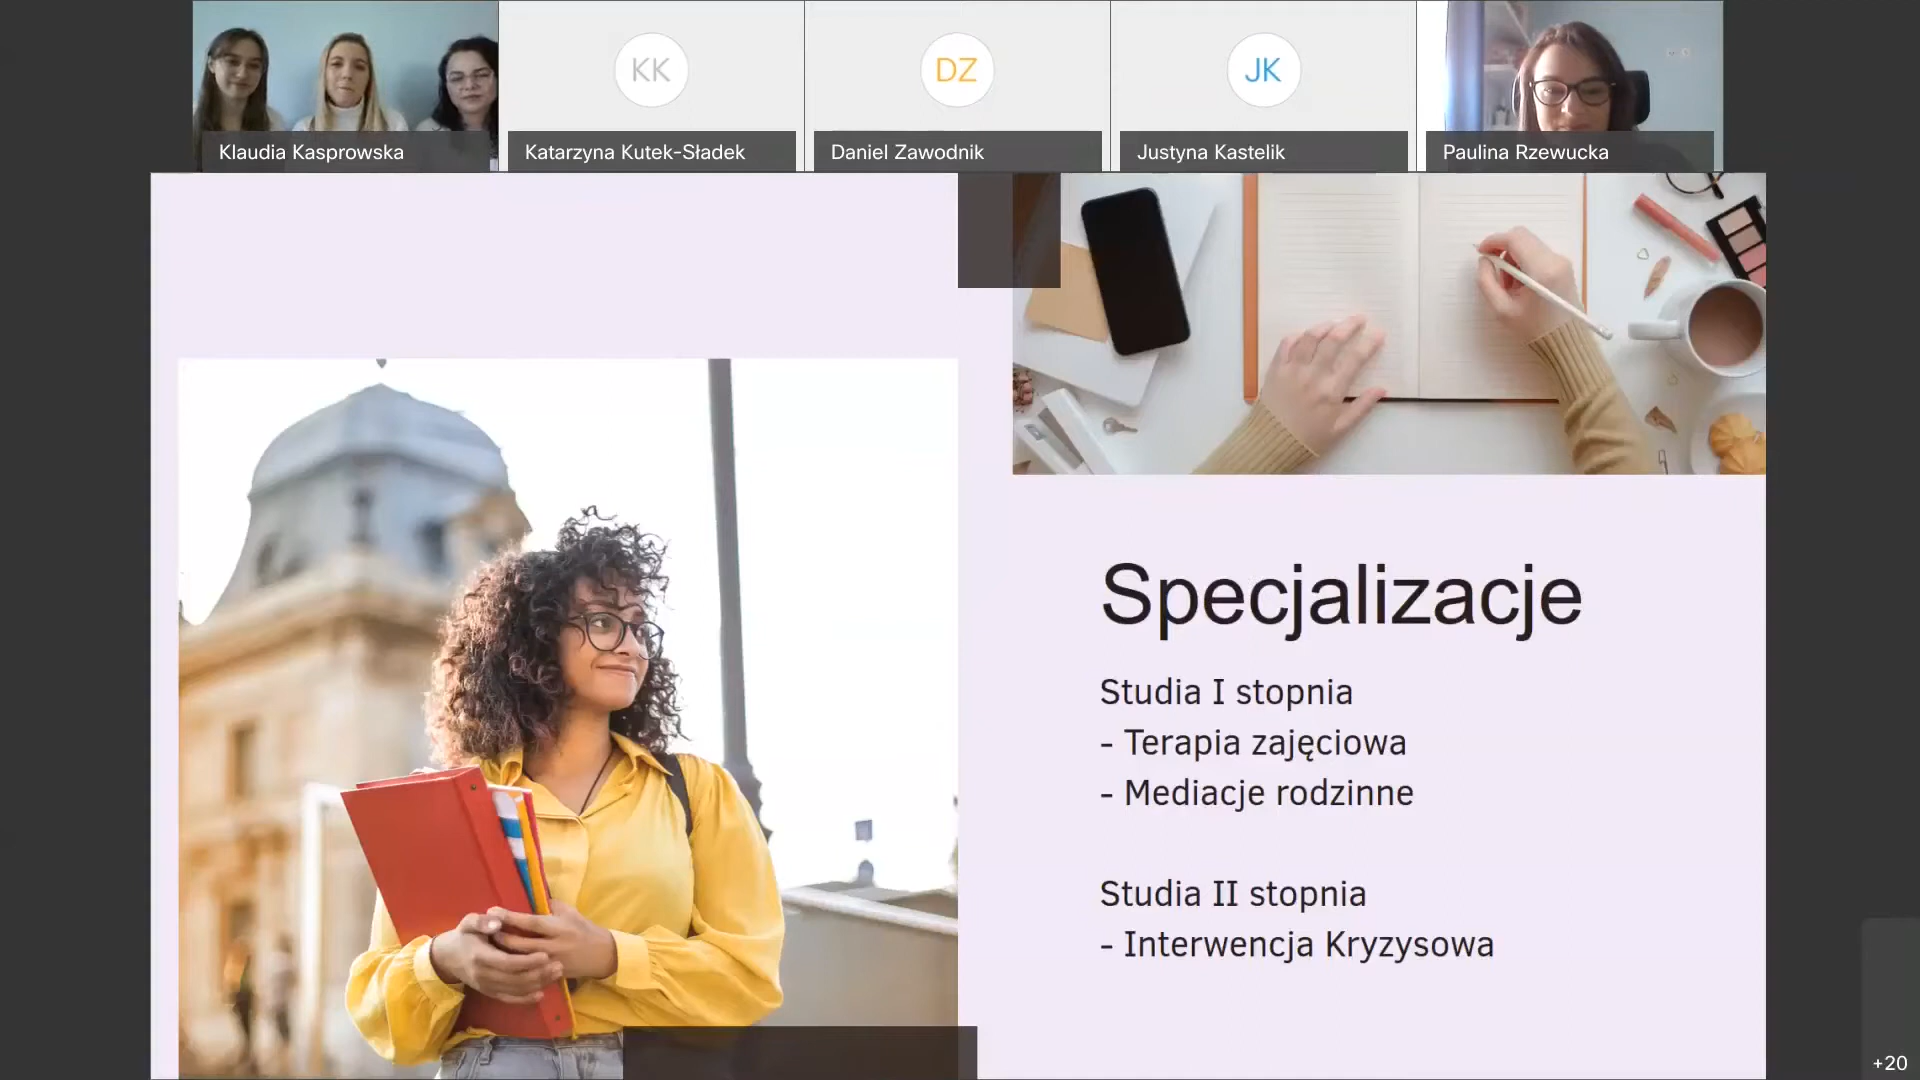 KK
DZ
JK
Klaudia Kasprowska
Katarzyna Kutek-Sładek
Daniel Zawodnik
Justyna Kastelik
Paulina Rzewucka
Specjalizacje
Studia I stopnia
- Terapia zajęciowa
- Mediacje rodzinne
Studia II stopnia
- Interwencja Kryzysowa
+20